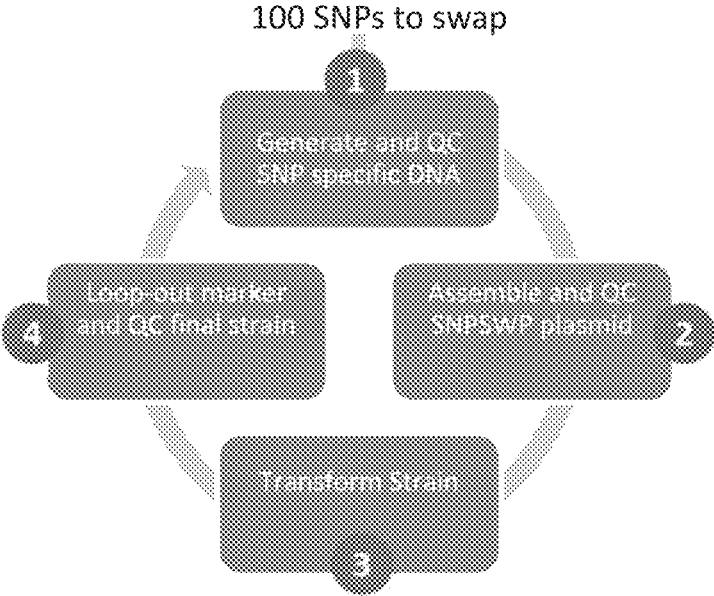 100 SNPs to swap
1
Generate and QC
SNP specific DNA
Assemble and QC
SNPSWP plasmid
2
Transform Strain
3
Loop-out marker
and QC final strain
4